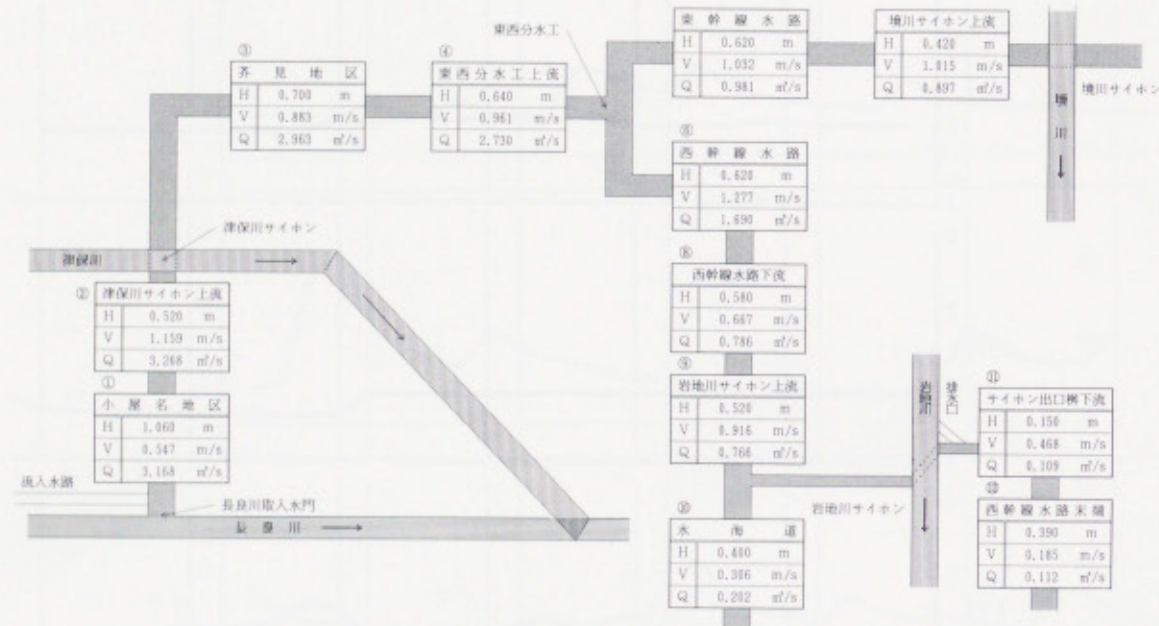 東西分水工
東幹線水路
H 0.620 m
V 1.032 m/s
Q 0.981 ㎥/s
境川サイホン上流
H 0.420 m
V 1.015 m/s
Q 0.897 ㎥/s
境川サイホン
境川
③
芥見地区
H 0.700 m
V 0.883 m/s
Q 2.963 ㎥/s
④
東西分水工上流
H 0.640 m
V 0.961 m/s
Q 2.730 ㎥/s
西幹線水路
H 0.620 m
V 1.277 m/s
Q 1.690 ㎥/s
津保川サイホン
津保川
②
津保川サイホン上流
H 0.520 m
V 1.159 m/s
Q 3.268 ㎥/s
①
小屋名地区
H 1.060 m
V 0.547 m/s
Q 3.168 ㎥/s
流入水路
長良川取入水門
長良川
西幹線水路下流
H 0.580 m
V 0.667 m/s
Q 0.786 ㎥/s
⑨
岩地川サイホン上流
H 0.520 m
V 0.916 m/s
Q 0.766 ㎥/s
岩地川サイホン
岩地川
排水口
⑩
水海道
H 0.400 m
V 0.306 m/s
Q 0.202 ㎥/s
⑪
サイホン出口桝下流
H 0.150 m
V 0.468 m/s
Q 0.109 ㎥/s
西幹線水路末端
H 0.390 m
V 0.185 m/s
Q 0.112 ㎥/s